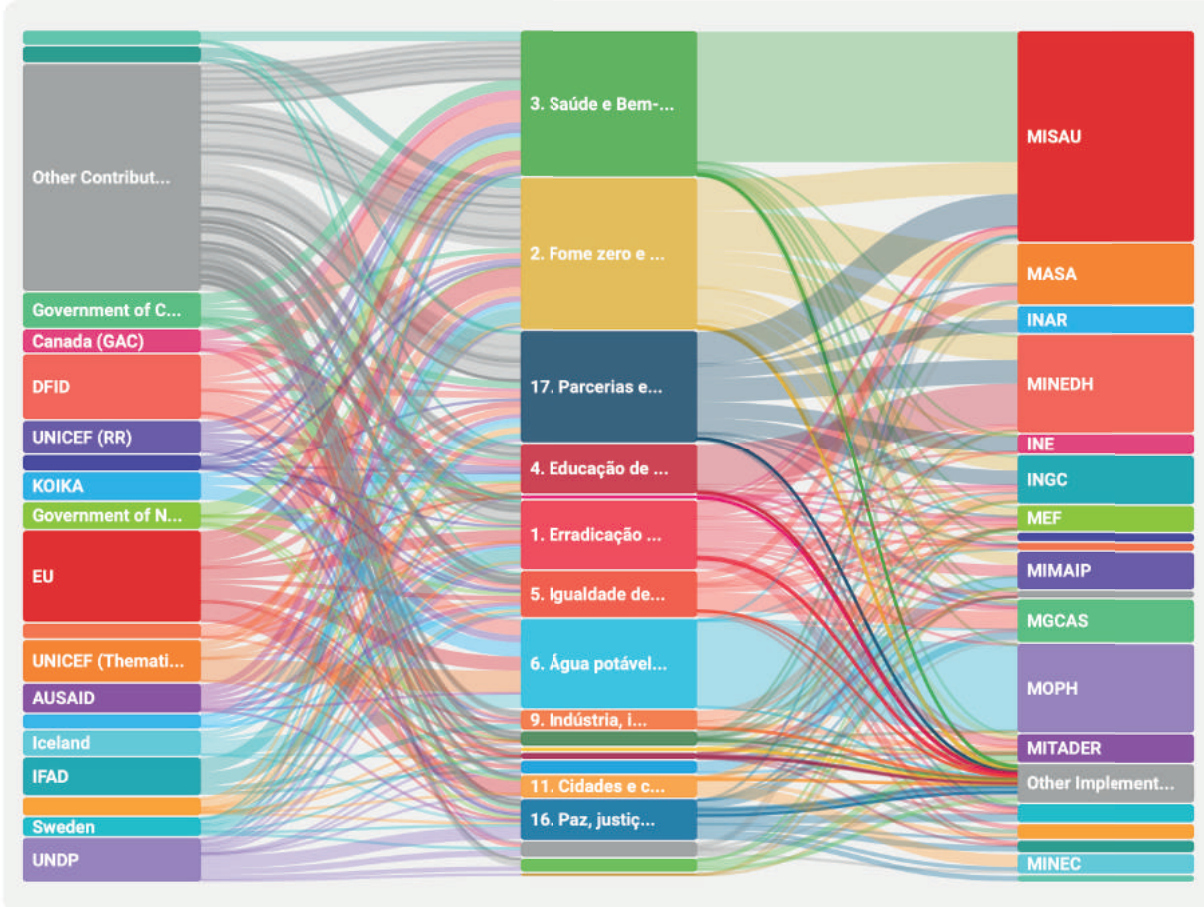 Other Contribut...
Government of C...
Canada (GAC)
DFID
UNICEF (RR)
KOIKA
Government of N...
EU
UNICEF (Themati...
AUSAID
Iceland
IFAD
Sweden
UNDP
3. Saúde e Bem-...
2. Fome zero e ...
17. Parcerias e...
4. Educação de ...
1. Erradicação ...
5. Igualdade de...
6. Água potável...
9. Indústria, i...
11. Cidades e c...
16. Paz, justiç...
MISAU
MASA
INAR
MINEDH
INE
INGC
MEF
MIMAIP
MGCAS
MOPH
MITADER
Other Implement...
MINEC